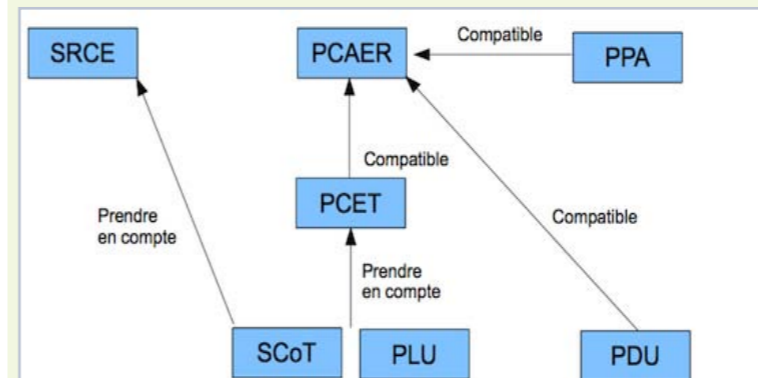 SRCE
PCAER
Compatible
PPA
Compatible
PCET
Prendre
en compte
Compatible
Prendre
en compte
SCoT
PLU
PDU